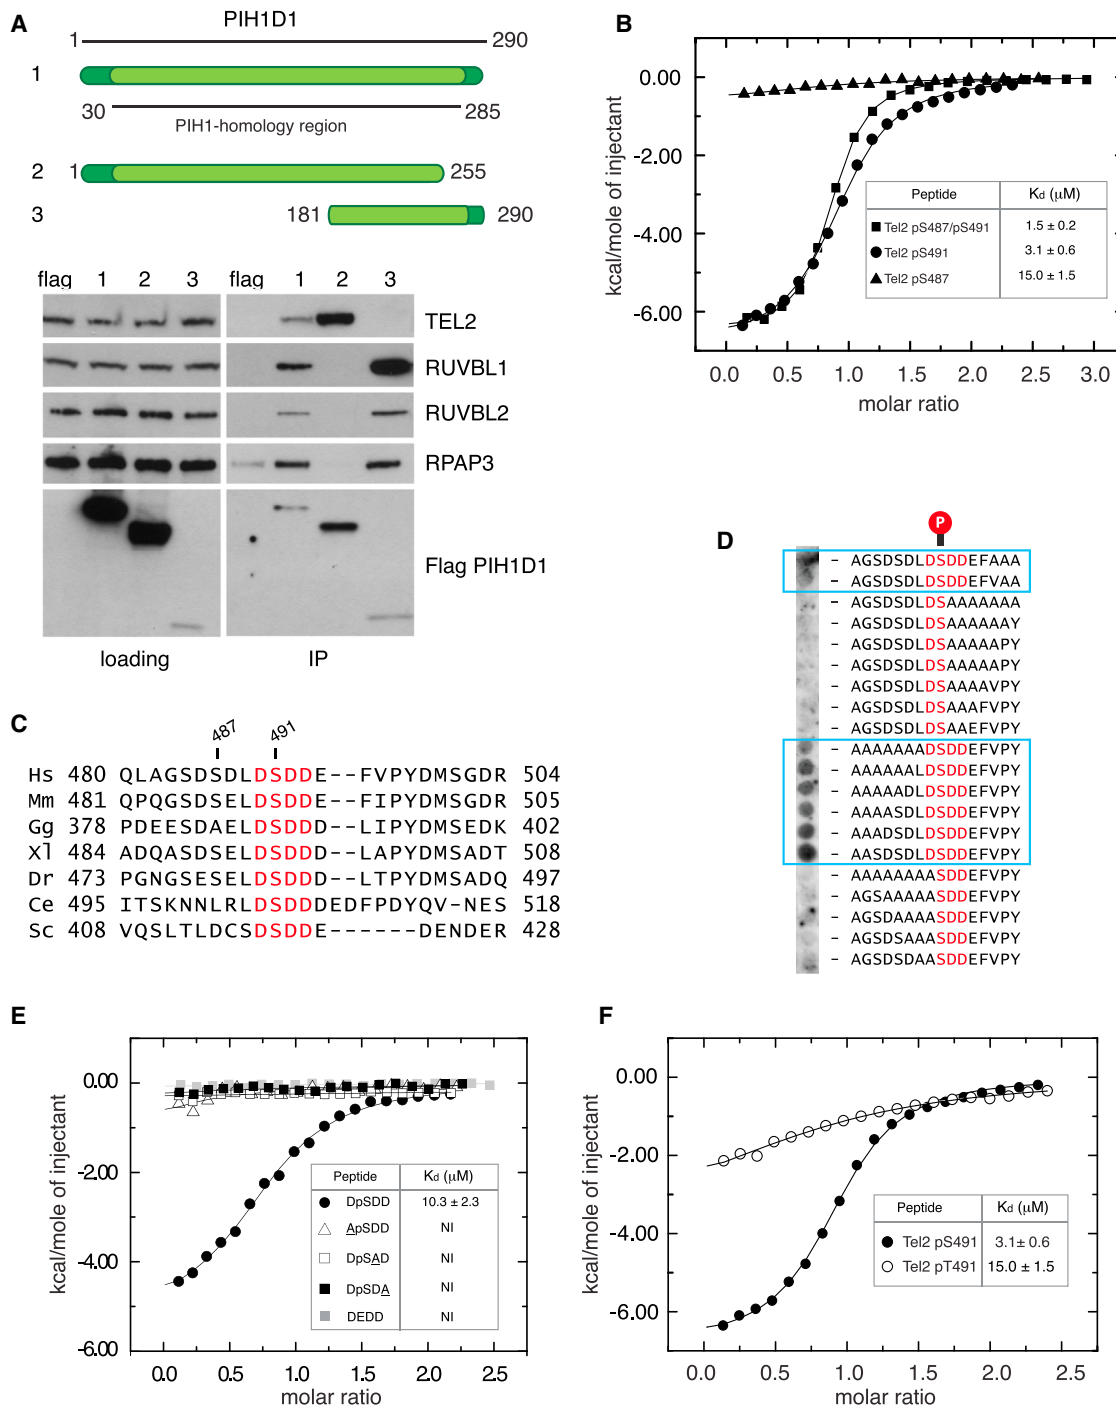 A
PIH1D1
1 290
1
30 285
PIH1-homology region
2 1 255
3 181 290
flag 1 2 3 flag 1 2 3
TEL2
RUVBL1
RUVBL2
RPAP3
Flag PIH1D1
loading IP
B
kcal/mole of injectant
0.00
-2.00
-4.00
-6.00
Peptide Kd (µM)
Tel2 pS487/pS491 1.5 ± 0.2
Tel2 pS491 3.1 ± 0.6
Tel2 pS487 15.0 ± 1.5
0.0 0.5 1.0 1.5 2.0 2.5 3.0
molar ratio
C
487 491
Hs 480 QLAGSDSDLDSDDE--FVPYDMSGDR 504
Mm 481 QPQGSDSELDSDDE--FIPYDMSGDR 505
Gg 378 PDEESDAELDSDDD--LIPYDMSEDK 402
Xl 484 ADQASDSELDSDDD--LAPYDMSADT 508
Dr 473 PGNGSESELDSDDD--LTPYDMSADQ 497
Ce 495 ITSKNNLRLDSDDDEDFPDYQV-NES 518
Sc 408 VQSLTLDCSDSDDE------DENDER 428
D
P
- AGSDSDLDSDDEFAAA
- AGSDSDLDSDDEFVAA
- AGSDSDLDSAAAAAAA
- AGSDSDLDSAAAAAAY
- AGSDSDLDSAAAAAPY
- AGSDSDLDSAAAAAPY
- AGSDSDLDSAAAAVPY
- AGSDSDLDSAAAFVPY
- AGSDSDLDSAAEFVPY
- AAAAAAADSDDEFVPY
- AAAAAALDSDDEFVPY
- AAAAADLDSDDEFVPY
- AAAASDLDSDDEFVPY
- AAADSDLDSDDEFVPY
- AASDSDLDSDDEFVPY
- AAAAAAAASDDEFVPY
- AGAAAAAASDDEFVPY
- AGSDAAAASDDEFVPY
- AGSDSAAASDDEFVPY
- AGSDSDAASDDEFVPY
E
kcal/mole of injectant
0.00
-2.00
-4.00
-6.00
Peptide Kd (µM)
DpSDD 10.3 ± 2.3
ApSDD NI
DpSAD NI
DpSDA NI
DEDD NI
0.0 0.5 1.0 1.5 2.0 2.5
molar ratio
F
kcal/mole of injectant
0.00
-2.00
-4.00
-6.00
Peptide Kd (µM)
Tel2 pS491 3.1± 0.6
Tel2 pT491 15.0 ± 1.5
0.0 0.5 1.0 1.5 2.0 2.5
molar ratio